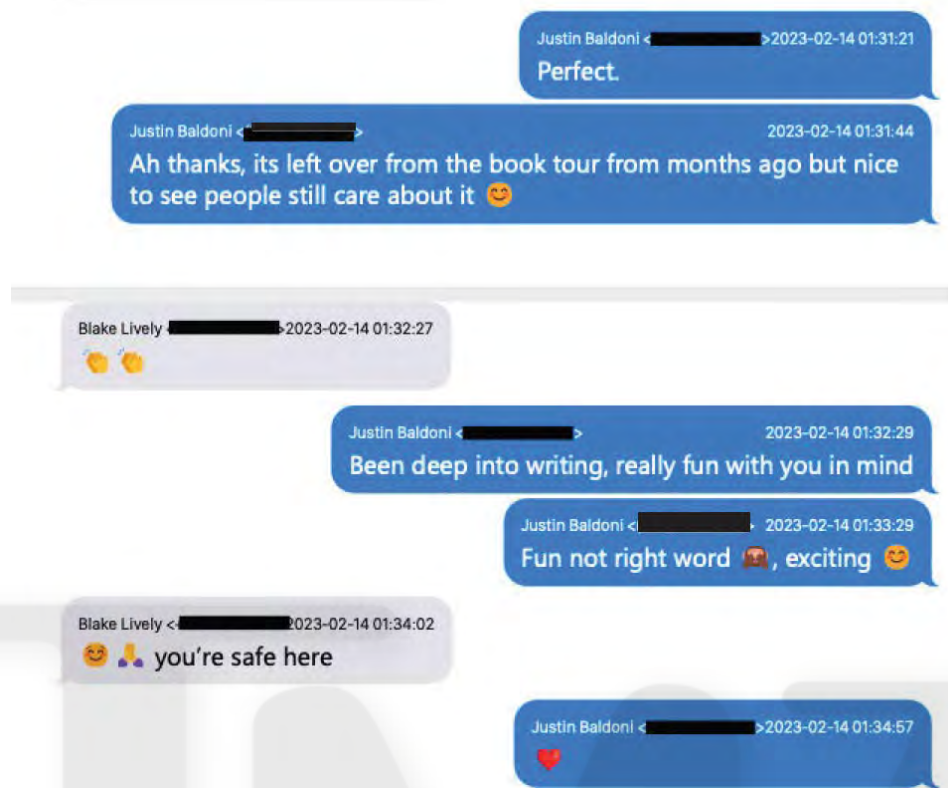 Justin Baldoni < >2023-02-14 01:31:21
Perfect.
Justin Baldoni < > 2023-02-14 01:31:44
Ah thanks, its left over from the book tour from months ago but nice
to see people still care about it 😊
Blake Lively < >2023-02-14 01:32:27
👏 👏
Justin Baldoni < > 2023-02-14 01:32:29
Been deep into writing, really fun with you in mind
Justin Baldoni < > 2023-02-14 01:33:29
Fun not right word 🙈, exciting 😊
Blake Lively < 2023-02-14 01:34:02
😊 🙏 you’re safe here
Justin Baldoni < >2023-02-14 01:34:57
❤️